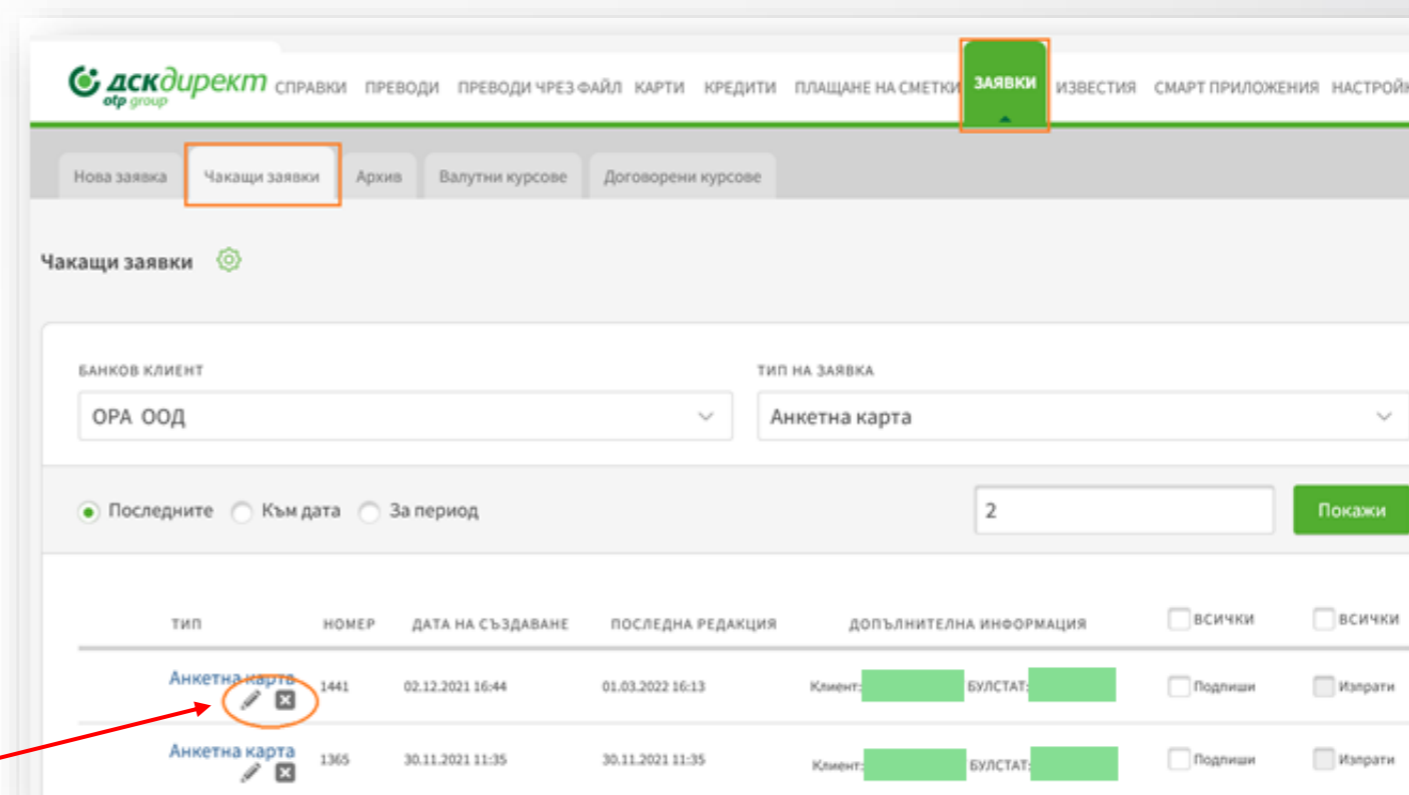 дскдирект
otp group
СПРАВКИ ПРЕВОДИ ПРЕВОДИ ЧРЕЗ ФАЙЛ КАРТИ КРЕДИТИ ПЛАЩАНЕ НА СМЕТКИ ЗАЯВКИ ИЗВЕСТИЯ СМАРТ ПРИЛОЖЕНИЯ
Нова заявка Чакащи заявки Архив Валутни курсове Договорени курсове
Чакащи заявки
БАНКОВ КЛИЕНТ ТИП НА ЗАЯВКА
ОРА ООД Анкетна карта
Последните Към дата За период 2 Покажи
ТИП НОМЕР ДАТА НА СЪЗДАВАНЕ ПОСЛЕДНА РЕДАКЦИЯ ДОПЪЛНИТЕЛНА ИНФОРМАЦИЯ ВСИЧКИ ВСИЧКИ
Анкетна карта 1441 02.12.2021 16:44 01.03.2022 16:13 Клиент: БУЛСТАТ: Подпиши Изпрати
Анкетна карта 1365 30.11.2021 11:35 30.11.2021 11:35 Клиент: БУЛСТАТ: Подпиши Изпрати